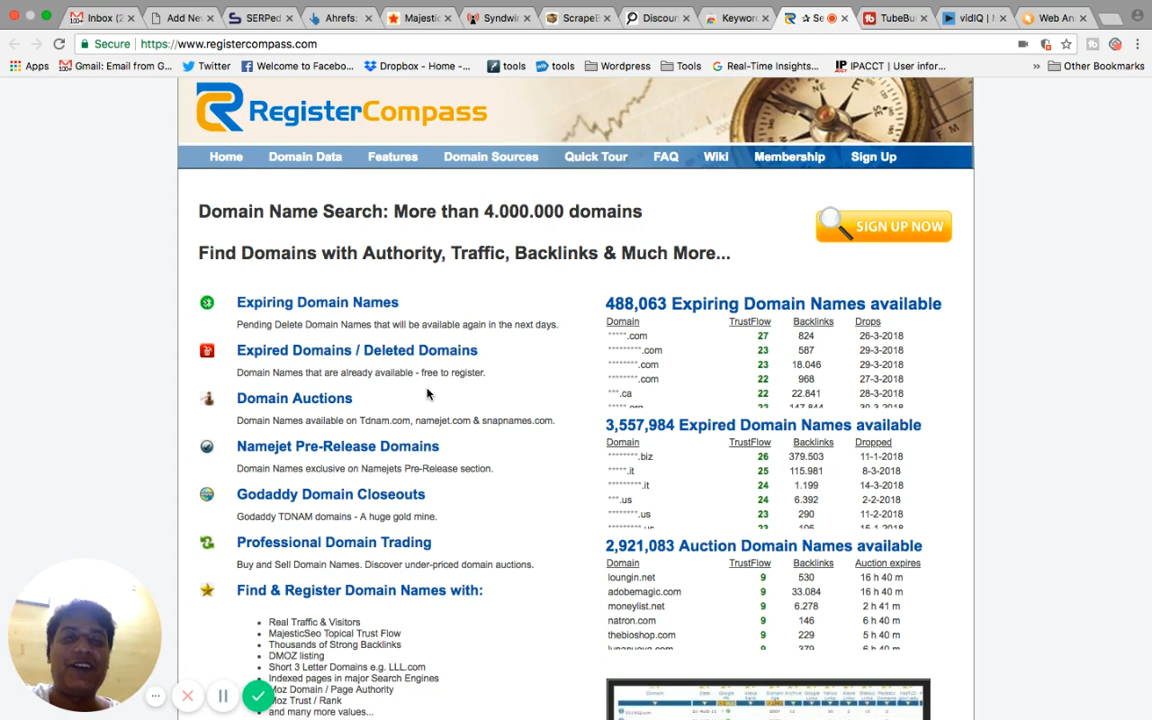 Inbox (2
Add Ne
SERPed
Ahrefs:
Majesti
Syndwi
ScrapeB
Discour
Keywor
Se
TubeBu
vidIQ |
Web An
Secure
https://www.registercompass.com
Apps
Gmail: Email from G...
Twitter
Welcome to Facebo...
Dropbox - Home -...
tools
tools
Wordpress
Tools
Real-Time Insights...
IPACCT | User infor...
»
Other Bookmarks
RegisterCompass
Home
Domain Data
Features
Domain Sources
Quick Tour
FAQ
Wiki
Membership
Sign Up
Domain Name Search: More than 4.000.000 domains
SIGN UP NOW
Find Domains with Authority, Traffic, Backlinks & Much More...
Expiring Domain Names
Pending Delete Domain Names that will be available again in the next days.
Expired Domains / Deleted Domains
Domain Names that are already available - free to register.
Domain Auctions
Domain Names available on Tdnam.com, namejet.com & snapnames.com.
Namejet Pre-Release Domains
Domain Names exclusive on Namejets Pre-Release section.
Godaddy Domain Closeouts
Godaddy TDNAM domains - A huge gold mine.
Professional Domain Trading
Buy and Sell Domain Names. Discover under-priced domain auctions.
Find & Register Domain Names with:
Real Traffic & Visitors
MajesticSeo Topical Trust Flow
Thousands of Strong Backlinks
DMOZ listing
Short 3 Letter Domains e.g. LLL.com
Indexed pages in major Search Engines
Moz Domain / Page Authority
Moz Trust / Rank
and many more values...
488,063 Expiring Domain Names available
Domain TrustFlow Backlinks Drops
*****.com 27 824 26-3-2018
*********.com 23 587 29-3-2018
********.com 23 18.046 29-3-2018
********.com 22 968 27-3-2018
***.ca 22 22.841 28-3-2018
3,557,984 Expired Domain Names available
Domain TrustFlow Backlinks Dropped
********.biz 26 379.503 11-1-2018
*****.it 25 115.981 8-3-2018
*********.it 24 1.199 14-3-2018
***.us 24 6.392 2-2-2018
********.us 23 290 11-2-2018
2,921,083 Auction Domain Names available
Domain TrustFlow Backlinks Auction expires
loungin.net 9 530 16 h 40 m
adobemagic.com 9 33.084 16 h 40 m
moneylist.net 9 6.278 2 h 41 m
natron.com 9 146 6 h 40 m
thebioshop.com 9 229 5 h 40 m